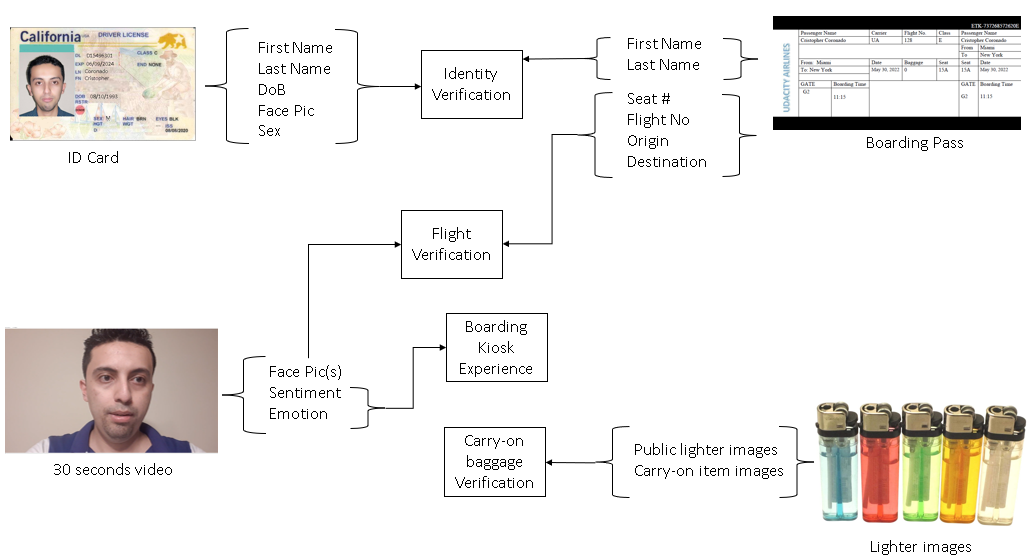 California DRIVER LICENSE
CLASS C
DL D15466101
EXP 06/09/2024
END NONE
LN Coronado
FN Cristopher
DOB 08/10/1993
SEX M
HAIR BRN
EYES BLK
HGT
WGT
ISS
08/06/2020
ID Card
First Name
Last Name
DoB
Face Pic
Sex
Identity
Verification
First Name
Last Name
Seat #
Flight No
Origin
Destination
ETK-737268572620E
Passenger Name Carrier Flight No. Class Passenger Name
Cristopher Coronado UA 128 E Cristopher Coronado
From Miami
To New York
From Miami Date Baggage Seat Seat Date
To New York May 30, 2022 0 15A 15A May 30, 2022
GATE Boarding Time GATE Boarding Time
G2 11:15 G2 11:15
UDACITY AIRLINES
Boarding Pass
Flight
Verification
Boarding
Kiosk
Experience
Face Pic(s)
Sentiment
Emotion
30 seconds video
Carry-on
baggage
Verification
Public lighter images
Carry-on item images
Lighter images